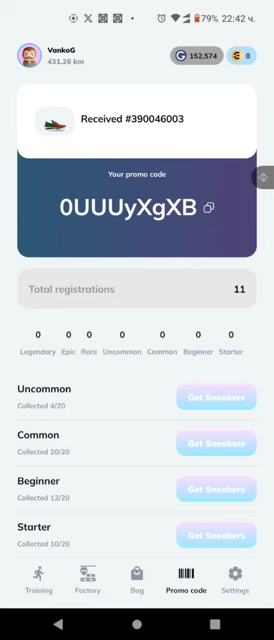 79% 22:42 ч.
VankoG
431.26 km
152,574
0
Received #390046003
Your promo code
0UUUyXgXB
Total registrations 11
0 0 0 0 0 0 0
Legendary Epic Rare Uncommon Common Beginner Starter
Uncommon
Collected 4/20
Get Sneakers
Common
Collected 20/20
Get Sneakers
Beginner
Collected 13/20
Get Sneakers
Starter
Collected 10/20
Get Sneakers
Training Factory Bag Promo code Settings